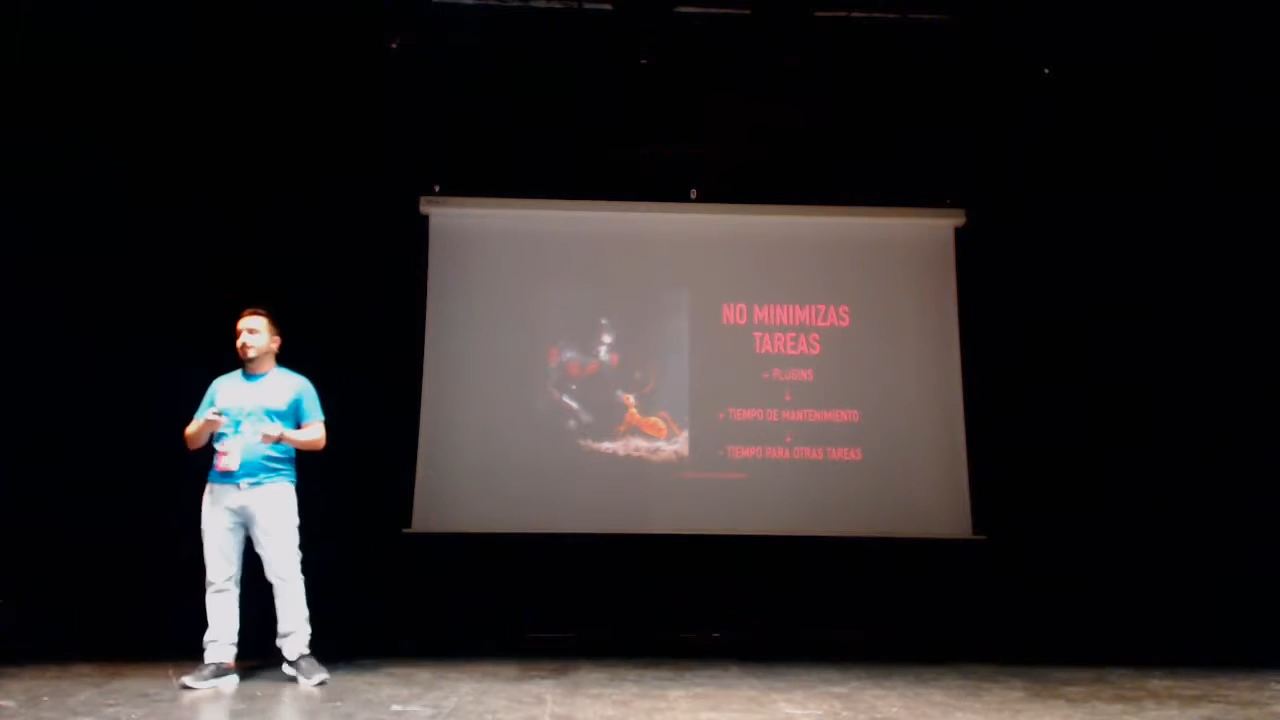 NO MINIMIZAS
TAREAS
+ PLUGINS
↓
+ TIEMPO DE MANTENIMIENTO
↓
- TIEMPO PARA OTRAS TAREAS